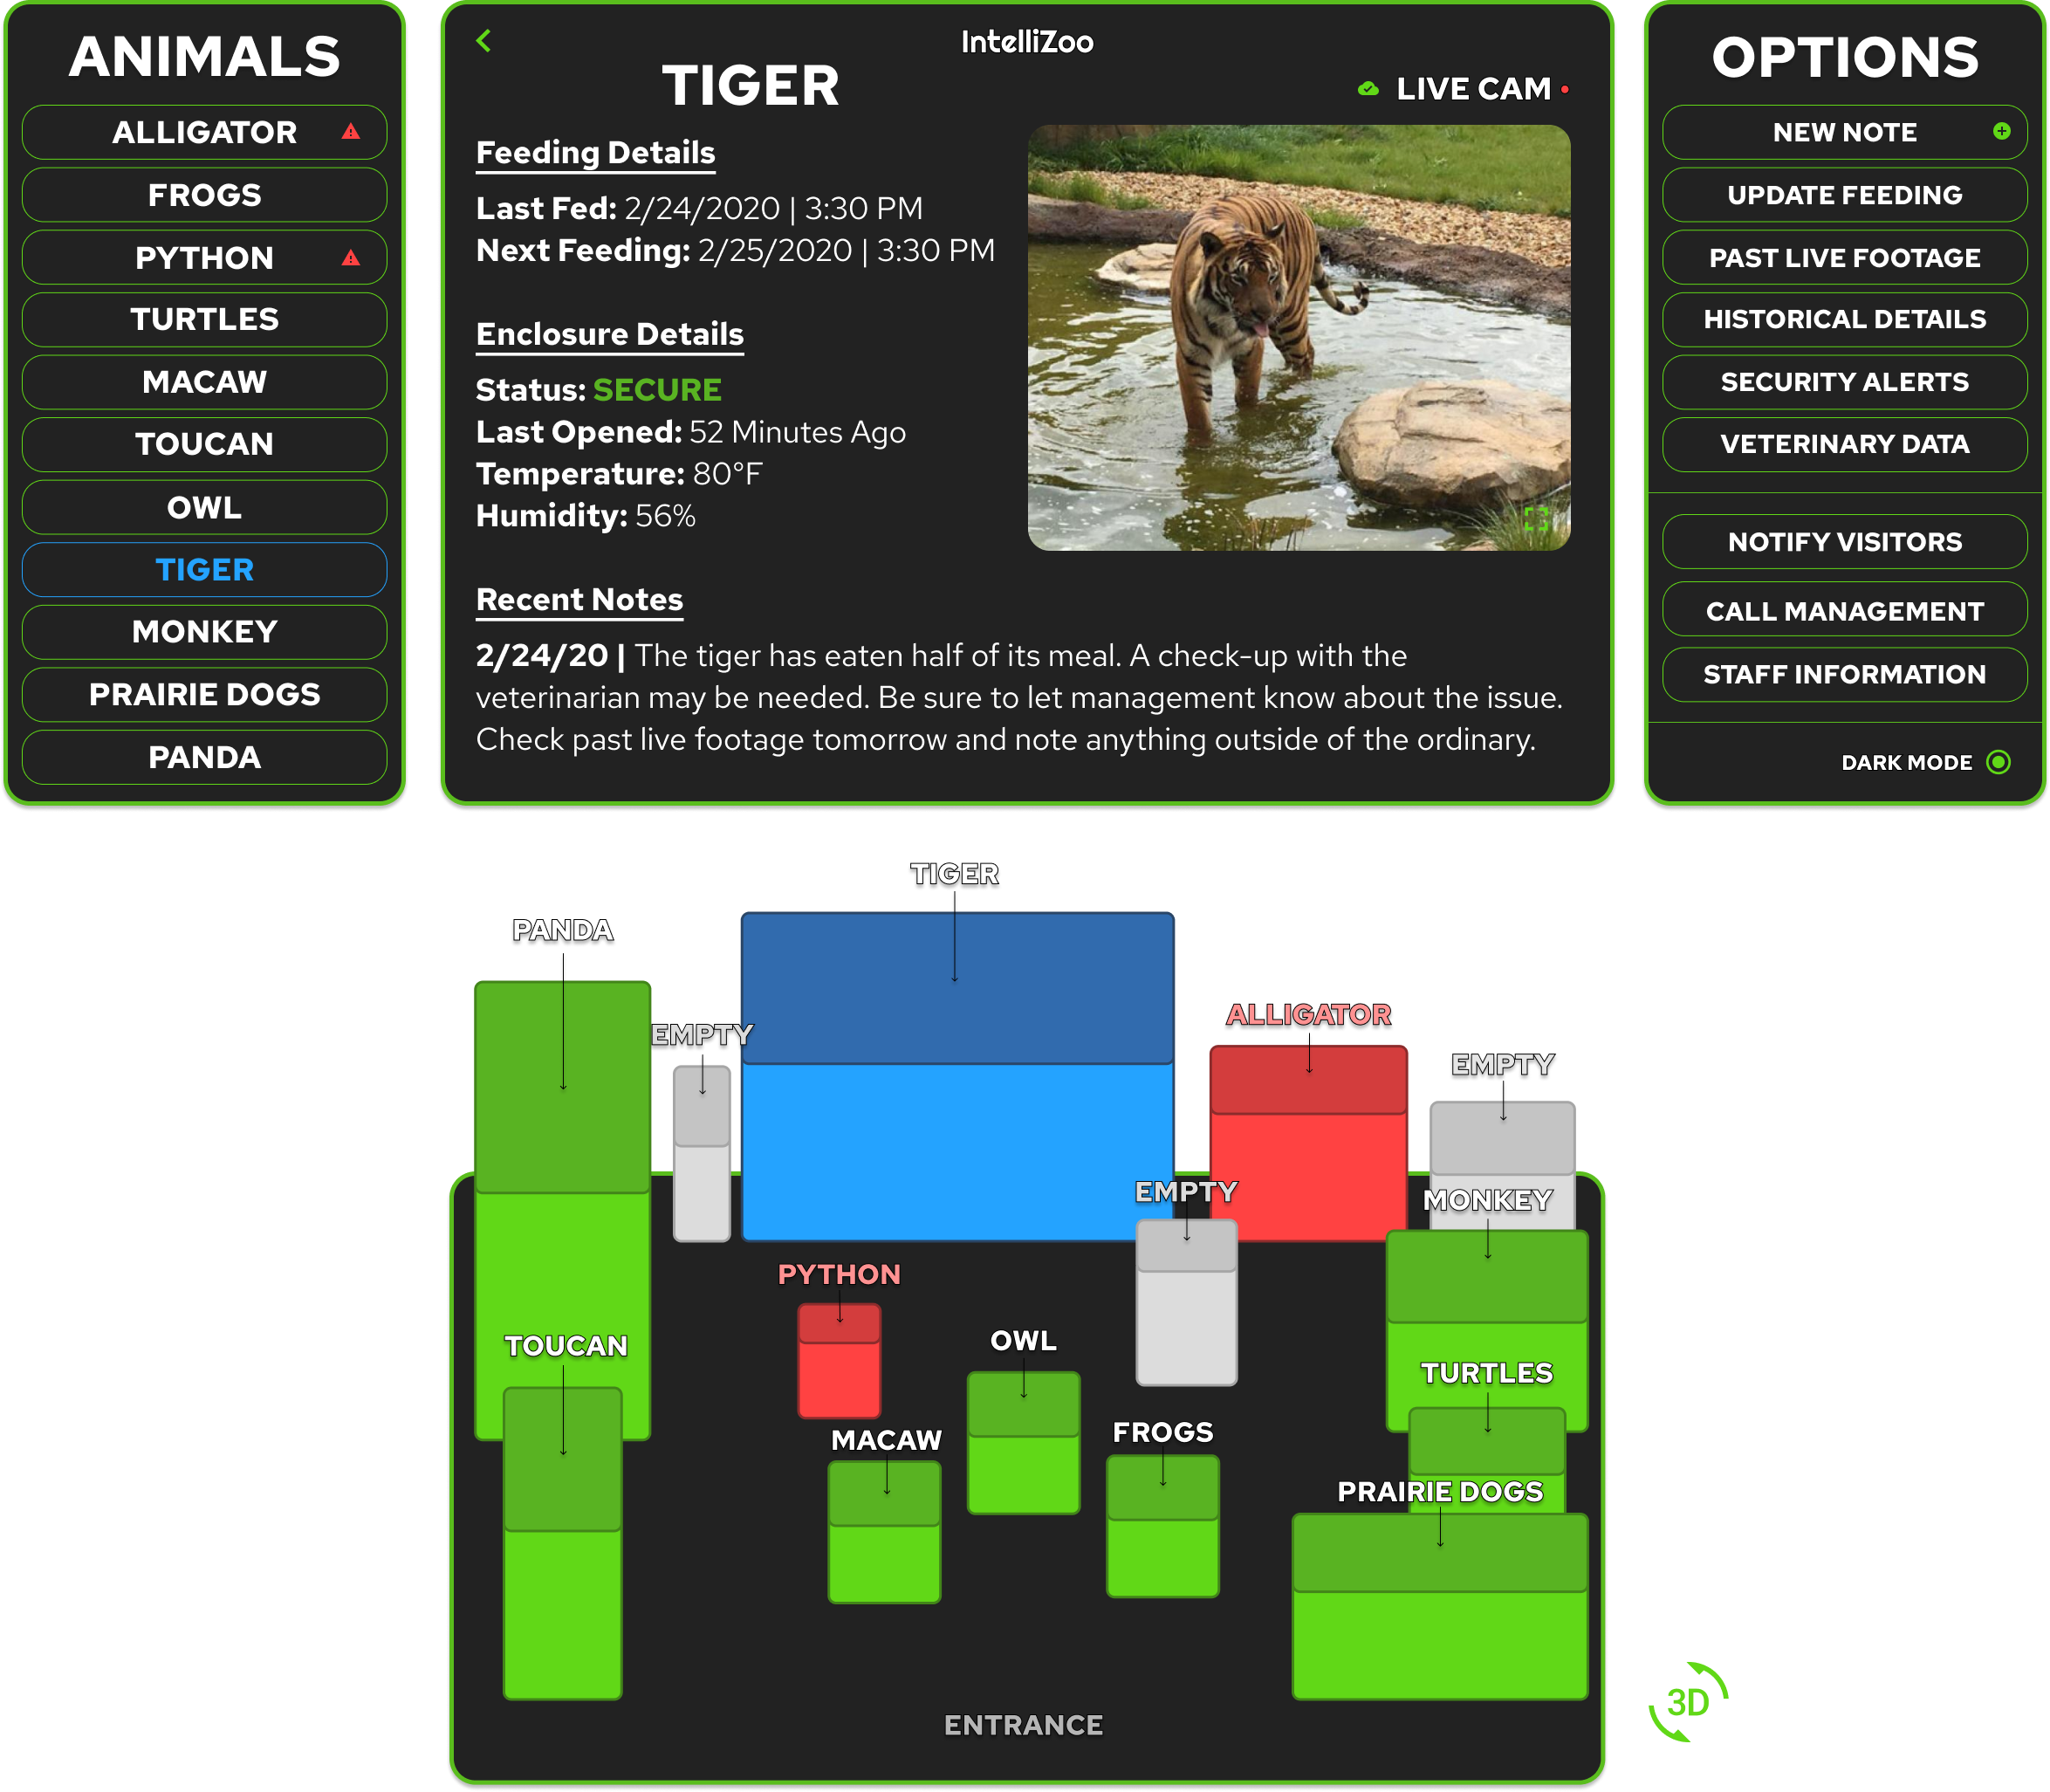 ANIMALS
ALLIGATOR
FROGS
PYTHON
TURTLES
MACAW
TOUCAN
OWL
TIGER
MONKEY
PRAIRIE DOGS
PANDA
IntelliZoo
TIGER
LIVE CAM
Feeding Details
Last Fed: 2/24/2020 | 3:30 PM
Next Feeding: 2/25/2020 | 3:30 PM
Enclosure Details
Status: SECURE
Last Opened: 52 Minutes Ago
Temperature: 80°F
Humidity: 56%
Recent Notes
2/24/20 | The tiger has eaten half of its meal. A check-up with the
veterinarian may be needed. Be sure to let management know about the issue.
Check past live footage tomorrow and note anything outside of the ordinary.
OPTIONS
NEW NOTE
UPDATE FEEDING
PAST LIVE FOOTAGE
HISTORICAL DETAILS
SECURITY ALERTS
VETERINARY DATA
NOTIFY VISITORS
CALL MANAGEMENT
STAFF INFORMATION
DARK MODE
TIGER
PANDA
ALLIGATOR
EMPTY
EMPTY
EMPTY
MONKEY
PYTHON
OWL
TOUCAN
TURTLES
FROGS
MACAW
PRAIRIE DOGS
3D
ENTRANCE